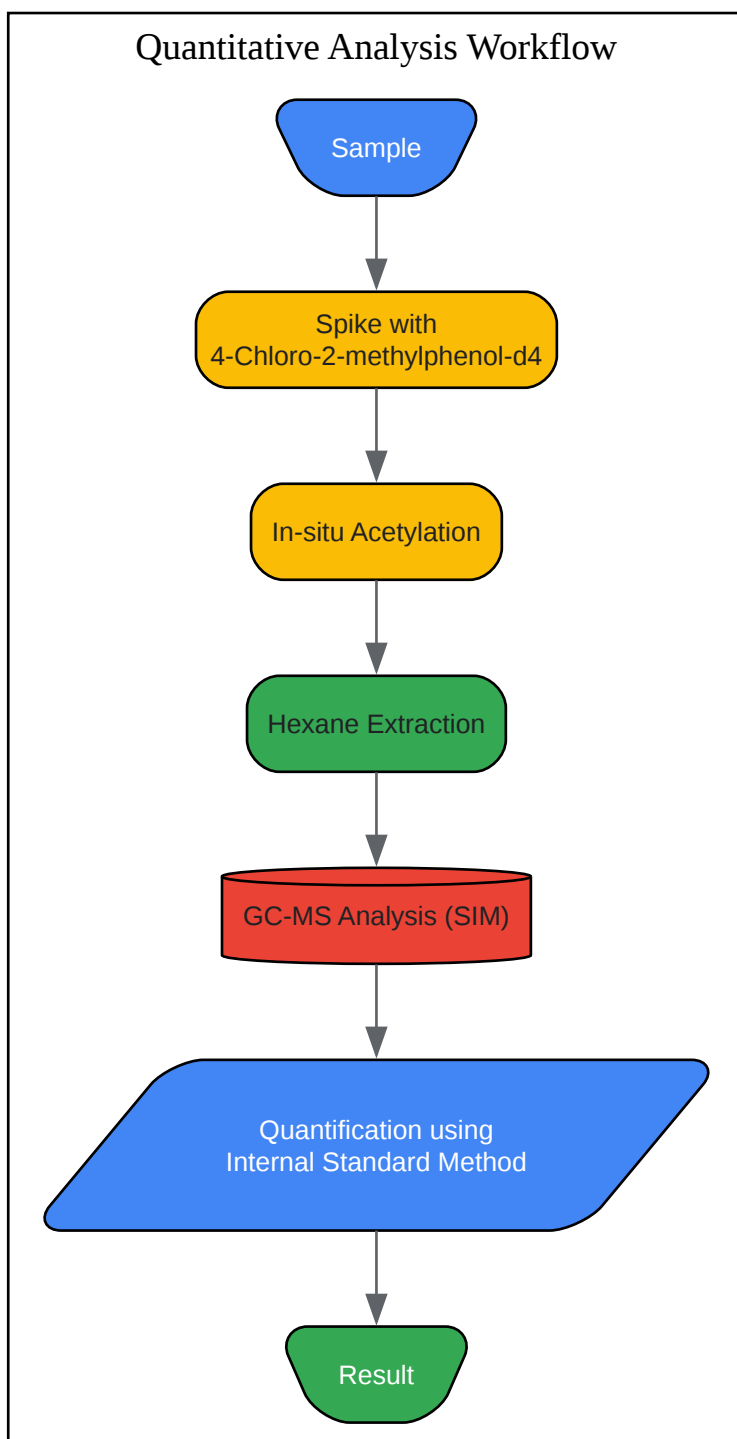 Quantitative Analysis Workflow
Sample
Spike with
4-Chloro-2-methylphenol-d4
In-situ Acetylation
Hexane Extraction
GC-MS Analysis (SIM)
Quantification using
Internal Standard Method
Result